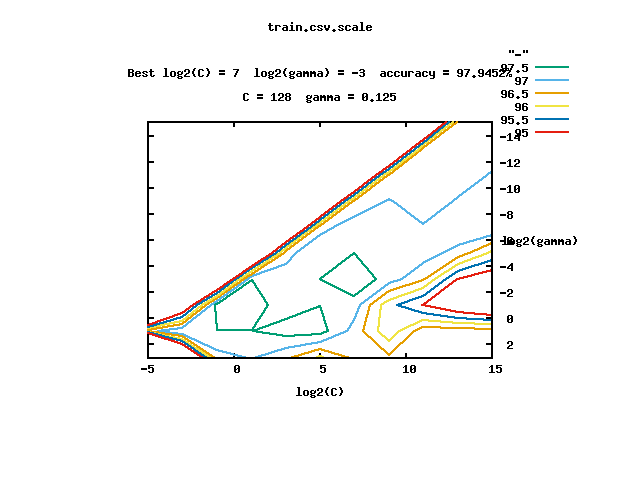 train.csv.scale
"-"
Best log2(C) = 7  log2(gamma) = -3  accuracy = 97.9452%
97.5
97
C = 128  gamma = 0.125
96.5
96
95.5
95
-14
-12
-10
-8
-6
log2(gamma)
-4
-2
0
2
-5 0 5 10 15
log2(C)